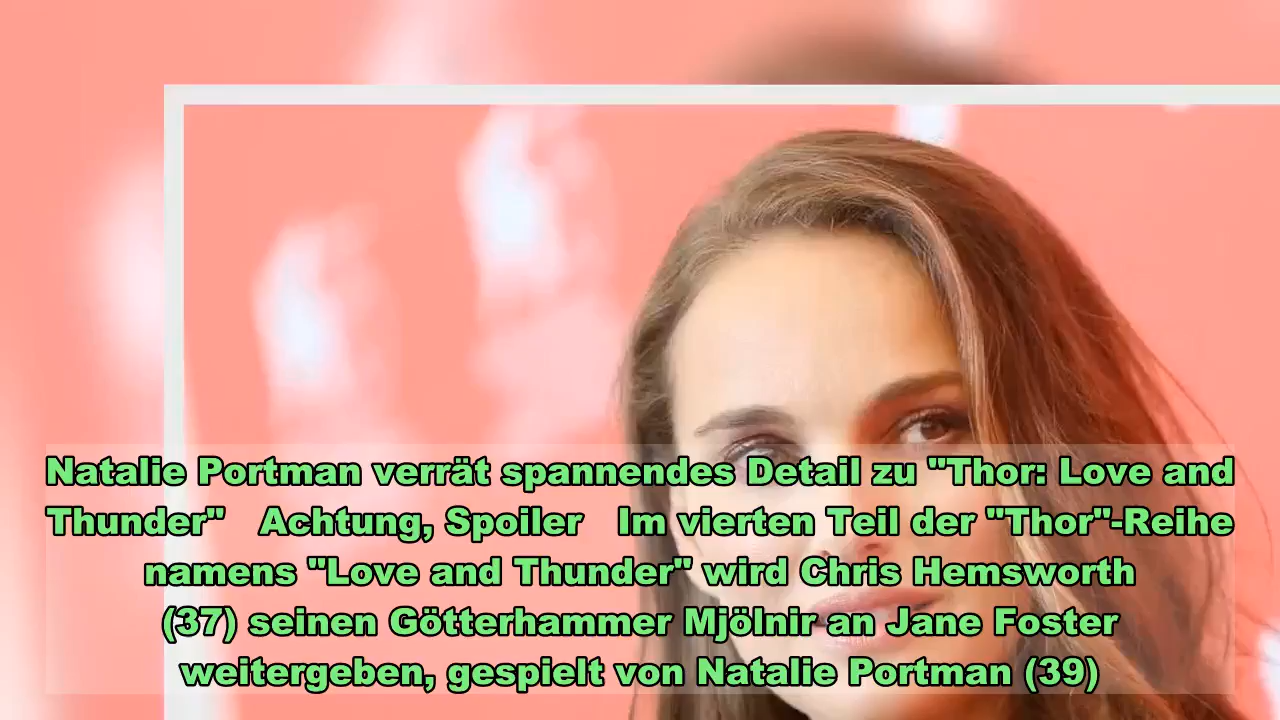 Natalie Portman verrät spannendes Detail zu "Thor: Love and
Thunder"   Achtung, Spoiler   Im vierten Teil der "Thor"-Reihe
namens "Love and Thunder" wird Chris Hemsworth
(37) seinen Götterhammer Mjölnir an Jane Foster
weitergeben, gespielt von Natalie Portman (39)